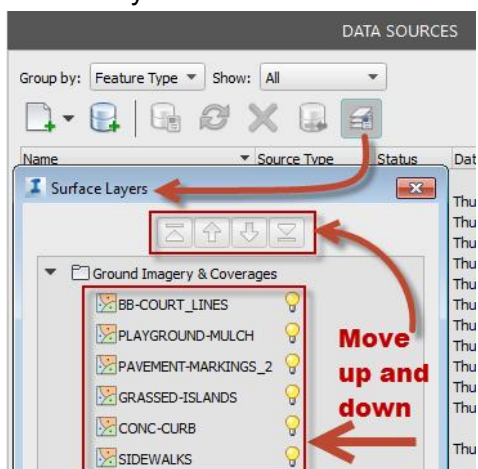 DATA SOURCES
Group by: Feature Type Show: All
Name Source Type Status Dat
Surface Layers
Thu
Thu
Thu
Ground Imagery & Coverages
Thu
BB-COURT_LINES
Thu
PLAYGROUND-MULCH
Thu
PAVEMENT-MARKINGS_2
Thu
GRASSED-ISLANDS
Thu
CONC-CURB
Thu
SIDEWALKS
Thu
Thu
Move
up and
down